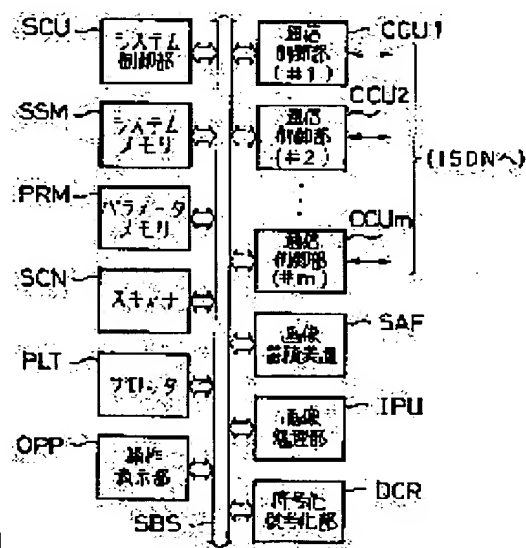 SCU
システム
制御部
SSM
システム
メモリ
PRM
パラメータ
メモリ
SCN
スキャナ
PLT
プロッタ
OPP
操作
表示部
SBS
CCU1
通信
制御部
(#1)
CCU2
通信
制御部
(#2)
(ISDNへ)
CCUm
通信
制御部
(#m)
SAF
画像
蓄積装置
IPU
画像
処理部
DCR
符号化
復号化部